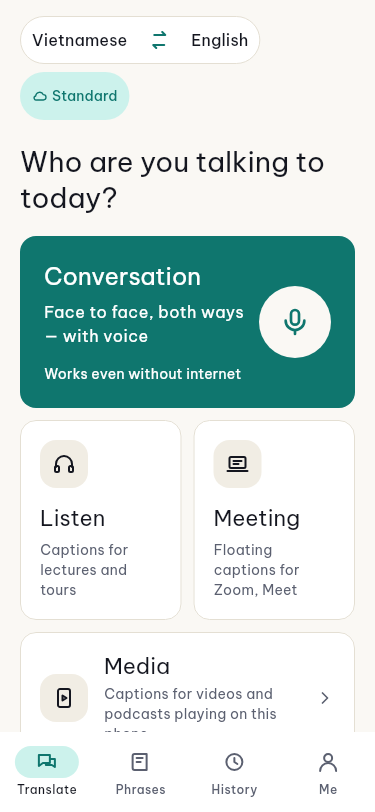 Vietnamese
English
Standard
Who are you talking to
today?
Conversation
Face to face, both ways
— with voice
Works even without internet
Listen
Captions for
lectures and
tours
Meeting
Floating
captions for
Zoom, Meet
Media
Captions for videos and
podcasts playing on this
Translate
Phrases
History
Me